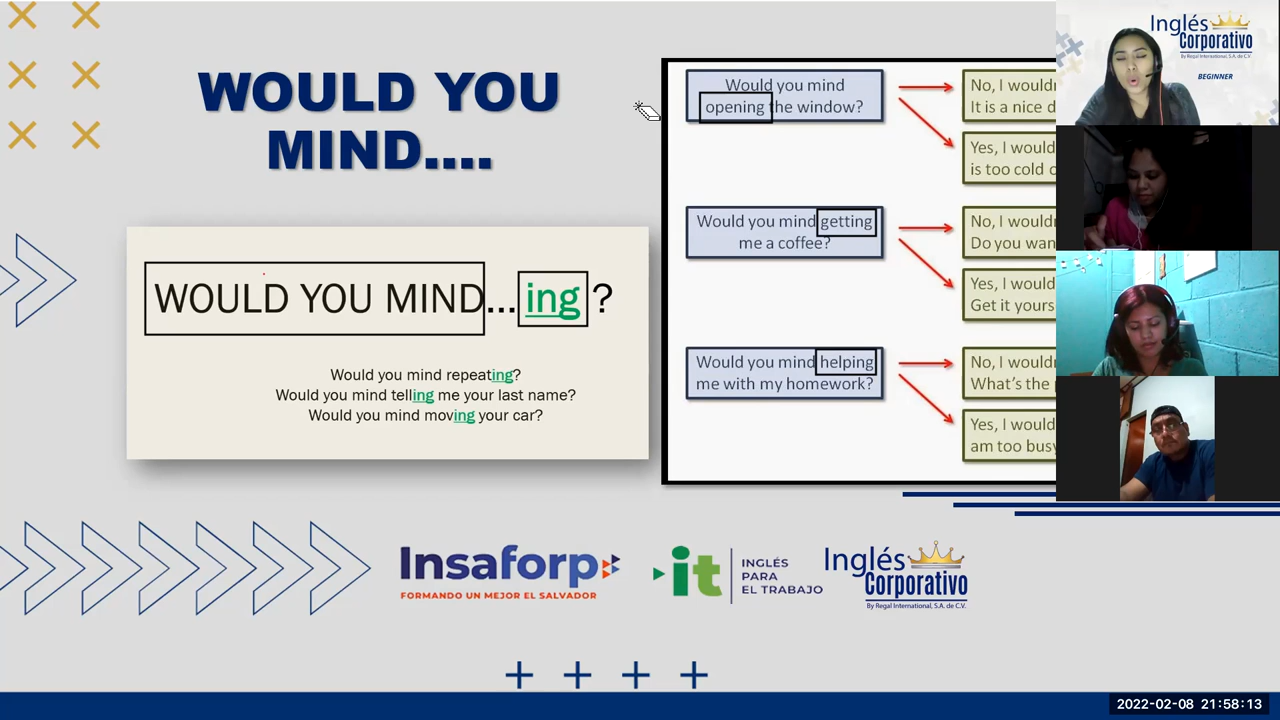 WOULD YOU
MIND....
WOULD YOU MIND...ing ?
Would you mind repeating?
Would you mind telling me your last name?
Would you mind moving your car?
Would you mind
opening the window?
No, I
It is a nice
Yes, I would
is too cold
Would you mind getting
me a coffee?
No, I
Do you
Yes, I would
Get it yours
Would you mind helping
me with my homework?
No, I
What's the
Yes, I would
am too busy
Insaforp
FORMANDO UN MEJOR EL SALVADOR
it
INGLÉS
PARA
EL TRABAJO
Inglés
Corporativo
By Regal International, S.A. de C.V.
Inglés
Corporativo
By Regal International, S.A. de C.V.
BEGINNER
2022-02-08 21:58:13